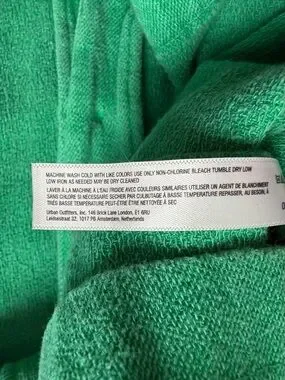 MACHINE WASH COLD WITH LIKE COLORS USE ONLY NON-CHLORINE BLEACH TUMBLE DRY LOW
LOW IRON AS NEEDED MAY BE DRY CLEANED
LAVER À LA MACHINE À L'EAU FROIDE AVEC COULEURS SIMILAIRES UTILISER UN AGENT DE BLANCHIMENT
SANS CHLORE SI NÉCESSAIRE SÉCHER PAR CULBUTAGE À BASSE TEMPÉRATURE REPASSER, AU BESOIN, À
TRÈS BASSE TEMPÉRATURE PEUT-ÊTRE ÊTRE NETTOYÉE À SEC
Urban Outfitters, Inc. 146 Brick Lane London, E1 6RU
Leidsestraat 32, 1017 PB Amsterdam, Netherlands